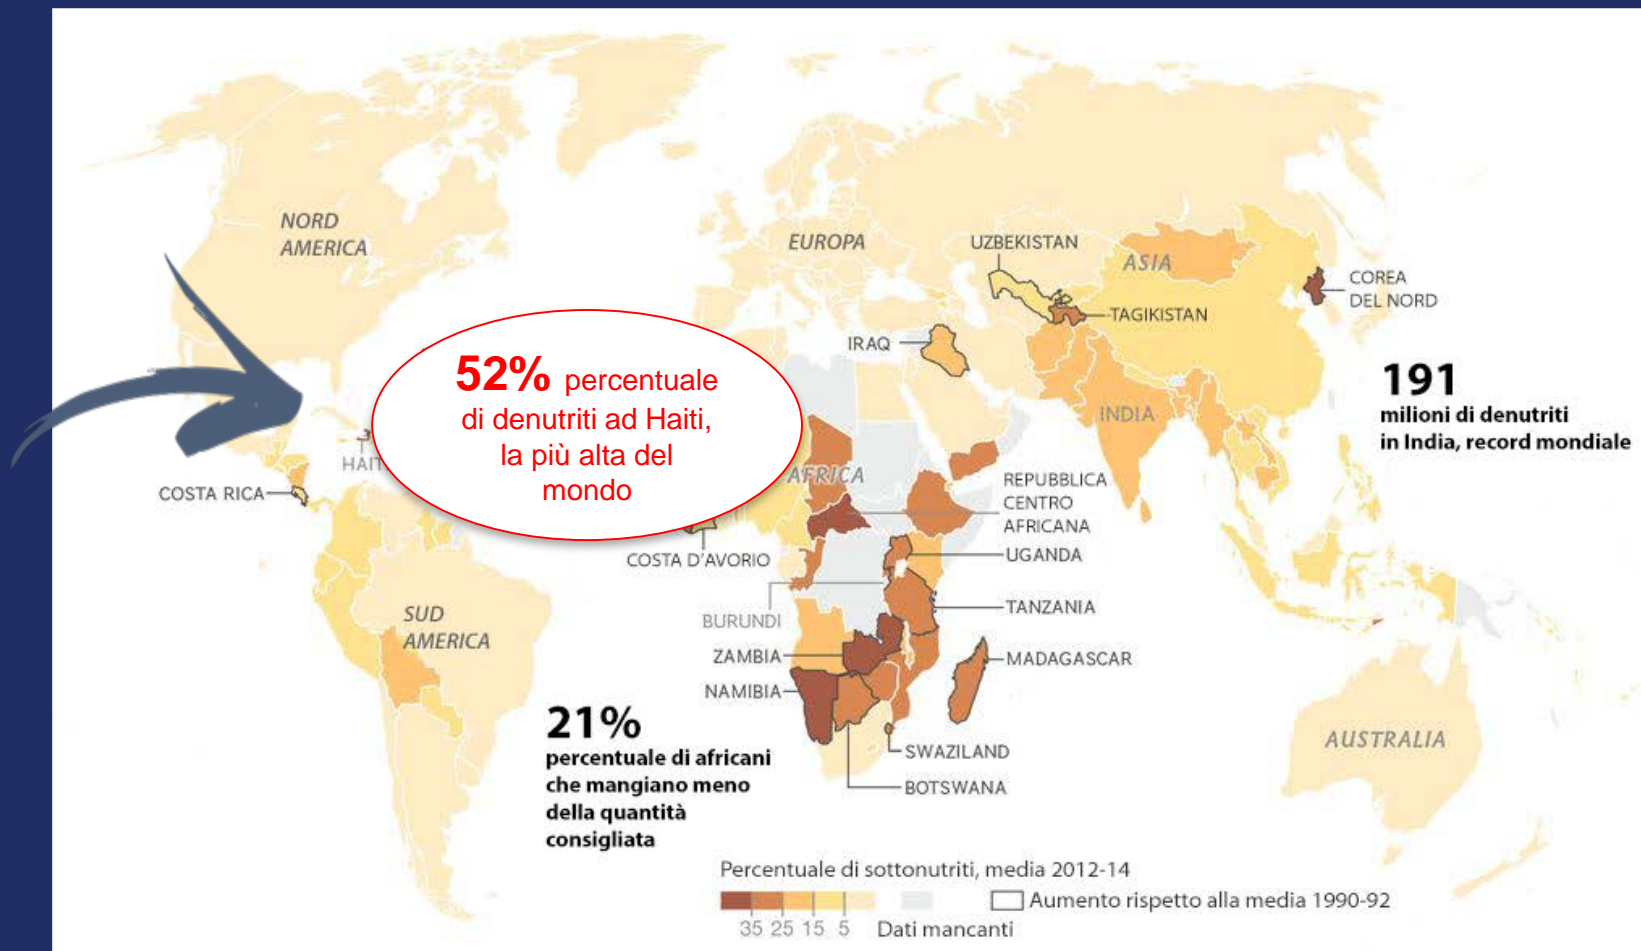 NORD
AMERICA
EUROPA
UZBEKISTAN
ASIA
COREA
DEL NORD
TAGIKISTAN
IRAQ
52% percentuale
di denutriti ad Haiti,
la più alta del
mondo
191
milioni di denutriti
in India, record mondiale
INDIA
HAIT
COSTA RICA
AFRICA
REPUBBLICA
CENTRO
AFRICANA
COSTA D'AVORIO
UGANDA
BURUNDI
TANZANIA
SUD
AMERICA
ZAMBIA
MADAGASCAR
NAMIBIA
21%
percentuale di africani
che mangiano meno
della quantità
consigliata
SWAZILAND
BOTSWANA
AUSTRALIA
Percentuale di sottonutriti, media 2012-14
Aumento rispetto alla media 1990-92
35 25 15 5 Dati mancanti